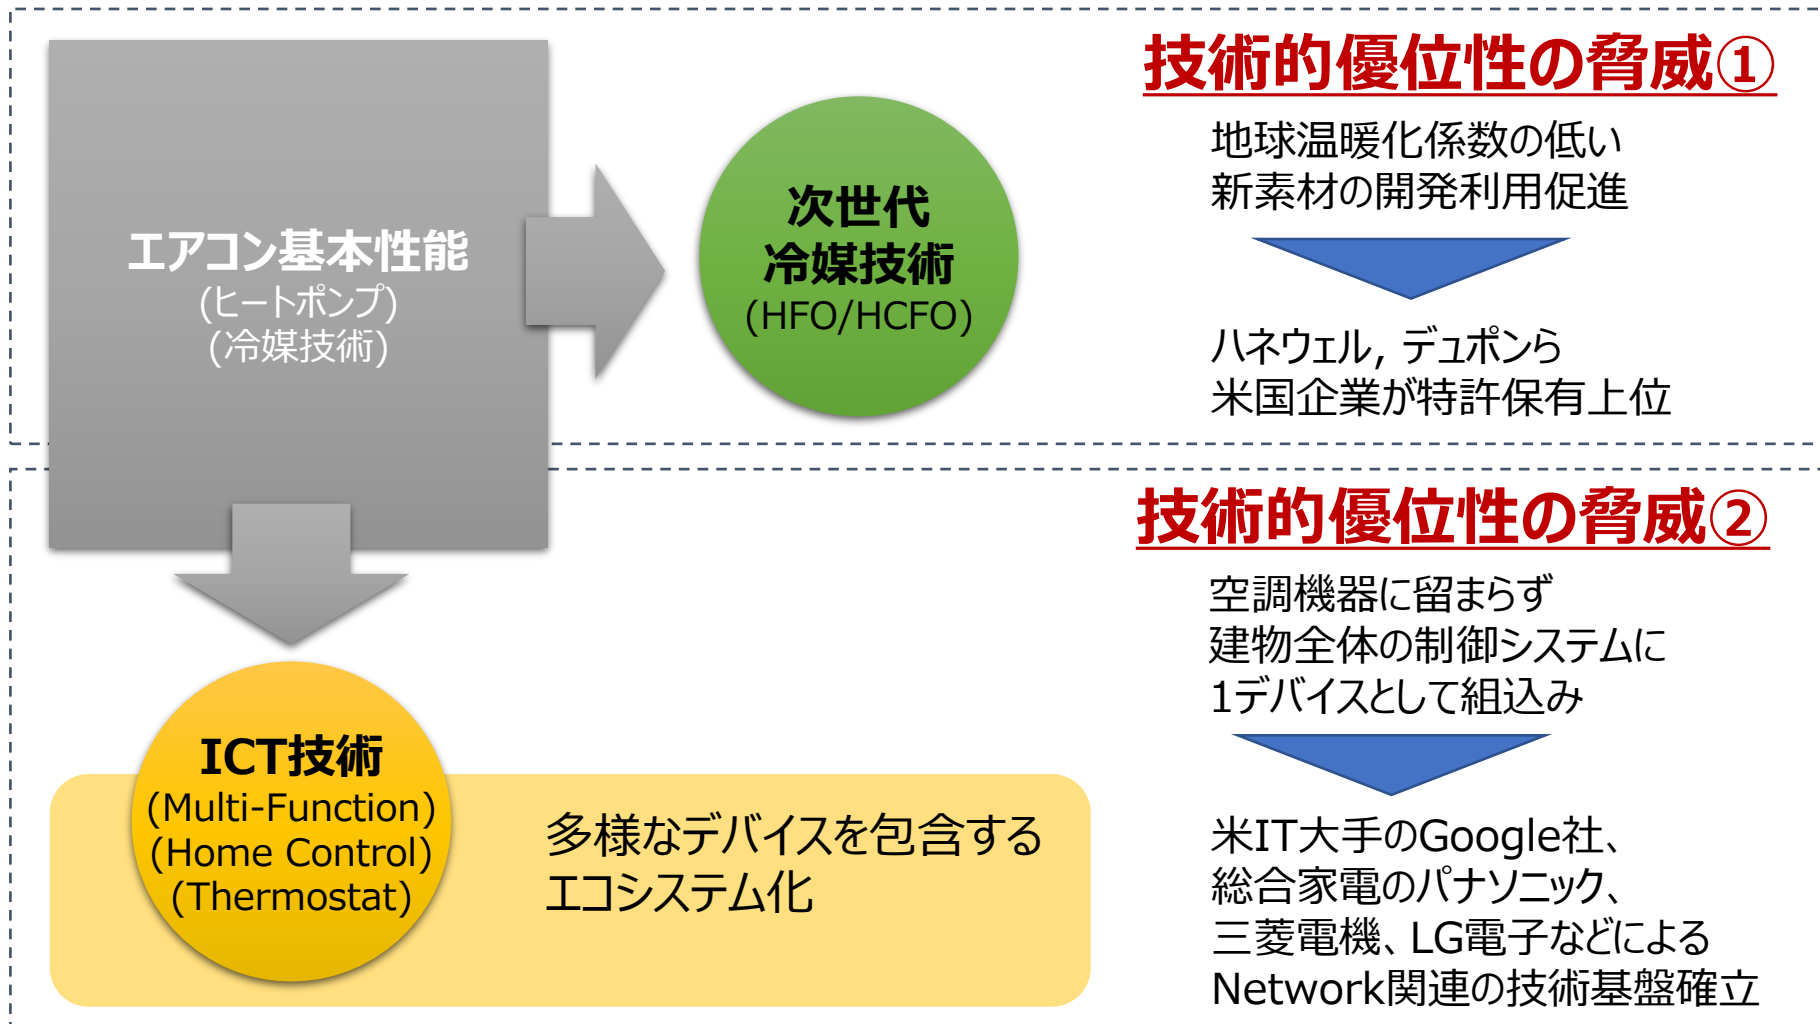 技術的優位性の脅威①
地球温暖化係数の低い
新素材の開発利用促進
ハネウェル, デュポンら
米国企業が特許保有上位
エアコン基本性能
(ヒートポンプ)
(冷媒技術)
次世代
冷媒技術
(HFO/HCFO)
技術的優位性の脅威②
空調機器に留まらず
建物全体の制御システムに
1デバイスとして組込み
米IT大手のGoogle社、
総合家電のパナソニック、
三菱電機、LG電子などによる
Network関連の技術基盤確立
ICT技術
(Multi-Function)
(Home Control)
(Thermostat)
多様なデバイスを包含する
エコシステム化